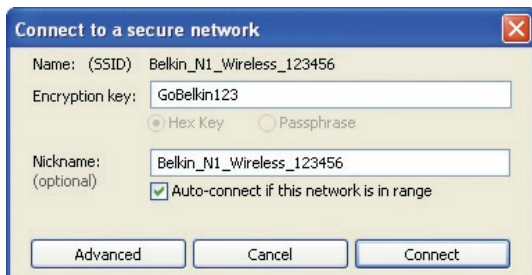 Connect to a secure network
Name: (SSID) Belkin_N1_Wireless_123456
Encryption key: GoBelkin123
Hex Key Passphrase
Nickname: Belkin_N1_Wireless_123456
(optional)
Auto-connect if this network is in range
Advanced Cancel Connect